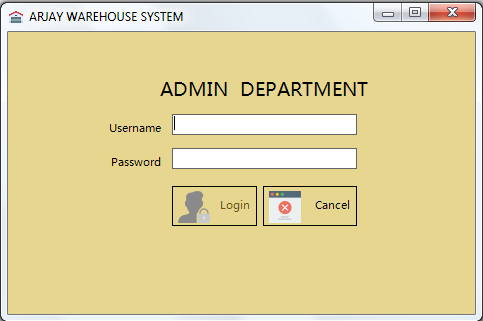 ARJAY WAREHOUSE SYSTEM
ADMIN DEPARTMENT
Username
Password
Login Cancel